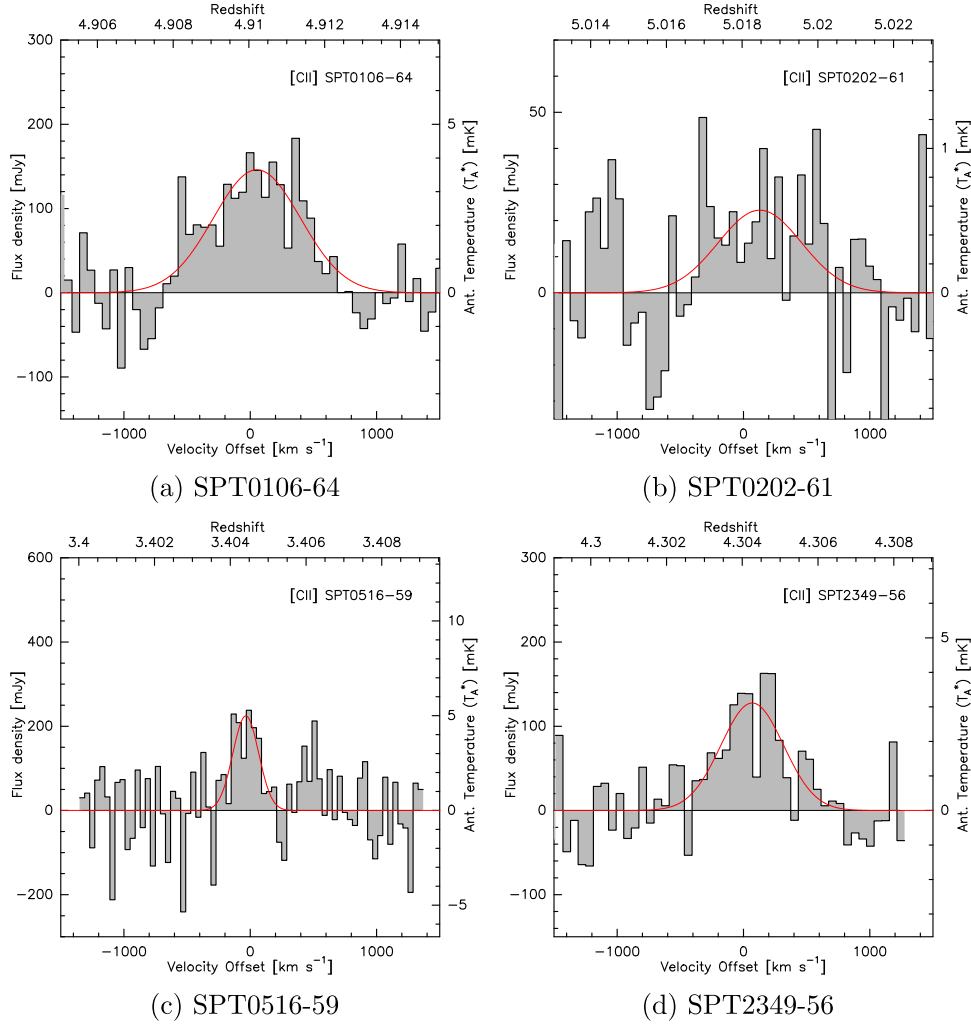 Redshift
4.906 4.908 4.91 4.912 4.914
300
200
100
0
−100
5
0
Flux density [mJy]
Ant. Temperature (T_A^*) [mK]
[CII] SPT0106−64
−1000 0 1000
Velocity Offset [km s⁻¹]
(a) SPT0106-64
Redshift
5.014 5.016 5.018 5.02 5.022
50
0
1
0
Flux density [mJy]
Ant. Temperature (T_A^*) [mK]
[CII] SPT0202−61
−1000 0 1000
Velocity Offset [km s⁻¹]
(b) SPT0202-61
Redshift
3.4 3.402 3.404 3.406 3.408
600
400
200
0
−200
10
5
0
−5
Flux density [mJy]
Ant. Temperature (T_A^*) [mK]
[CII] SPT0516−59
−1000 0 1000
Velocity Offset [km s⁻¹]
(c) SPT0516-59
Redshift
4.3 4.302 4.304 4.306 4.308
300
200
100
0
−100
5
0
Flux density [mJy]
Ant. Temperature (T_A^*) [mK]
[CII] SPT2349−56
−1000 0 1000
Velocity Offset [km s⁻¹]
(d) SPT2349-56